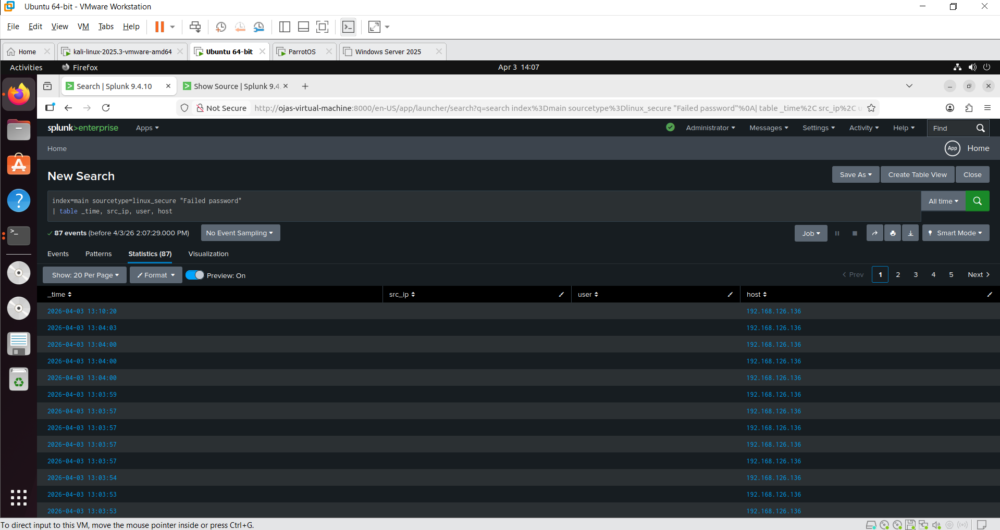 Ubuntu 64-bit - VMware Workstation
File Edit View VM Tabs Help
Home kali-linux-2025.3-vmware-amd64 Ubuntu 64-bit ParrotOS Windows Server 2025
Activities Firefox Apr 3 14:07
Search | Splunk 9.4.10 Show Source | Splunk 9.4.
Not Secure http://ojas-virtual-machine:8000/en-US/app/launcher/search?q=search index%3Dmain sourcetype%3Dlinux_secure "Failed password"%0A| table _time%2C src_ip%2C u
splunk>enterprise Apps Administrator Messages Settings Activity Help Find
Home App Home
New Search Save As Create Table View Close
index=main sourcetype=linux_secure "Failed password"
| table _time, src_ip, user, host
All time
87 events (before 4/3/26 2:07:29.000 PM) No Event Sampling Job Smart Mode
Events Patterns Statistics (87) Visualization
Show: 20 Per Page Format Preview: On Prev 1 2 3 4 5 Next
_time src_ip user host
2026-04-03 13:10:20 192.168.126.136
2026-04-03 13:04:03 192.168.126.136
2026-04-03 13:04:00 192.168.126.136
2026-04-03 13:04:00 192.168.126.136
2026-04-03 13:04:00 192.168.126.136
2026-04-03 13:03:59 192.168.126.136
2026-04-03 13:03:57 192.168.126.136
2026-04-03 13:03:57 192.168.126.136
2026-04-03 13:03:57 192.168.126.136
2026-04-03 13:03:57 192.168.126.136
2026-04-03 13:03:54 192.168.126.136
2026-04-03 13:03:53 192.168.126.136
2026-04-03 13:03:53 192.168.126.136
To direct input to this VM, move the mouse pointer inside or press Ctrl+G.